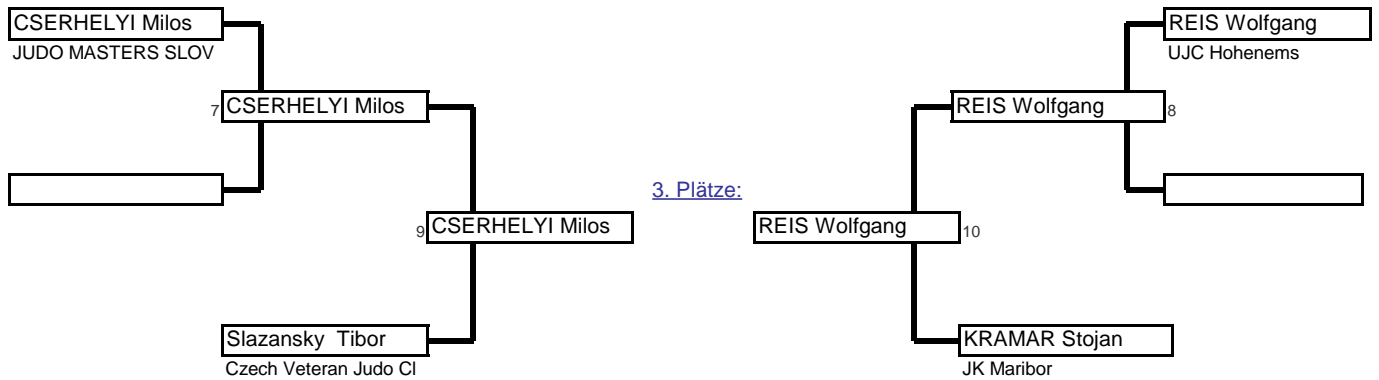 CSERHELYI Milos
REIS Wolfgang
JUDO MASTERS SLOV
UJC Hohenems
7 CSERHELYI Milos
REIS Wolfgang 8
3. Plätze:
9 CSERHELYI Milos
REIS Wolfgang 10
Slazansky  Tibor
KRAMAR Stojan
Czech Veteran Judo Cl
JK Maribor